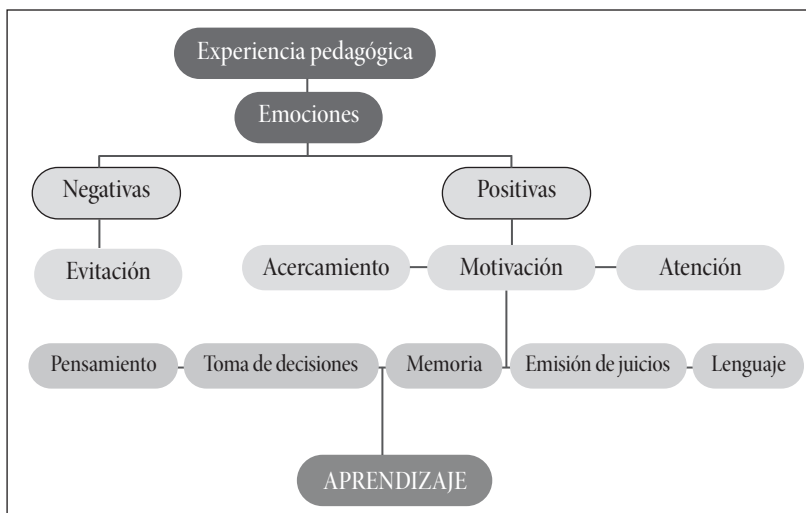 Experiencia pedagógica
Emociones
Negativas
Positivas
Evitación
Acercamiento
Motivación
Atención
Pensamiento
Toma de decisiones
Memoria
Emisión de juicios
Lenguaje
APRENDIZAJE